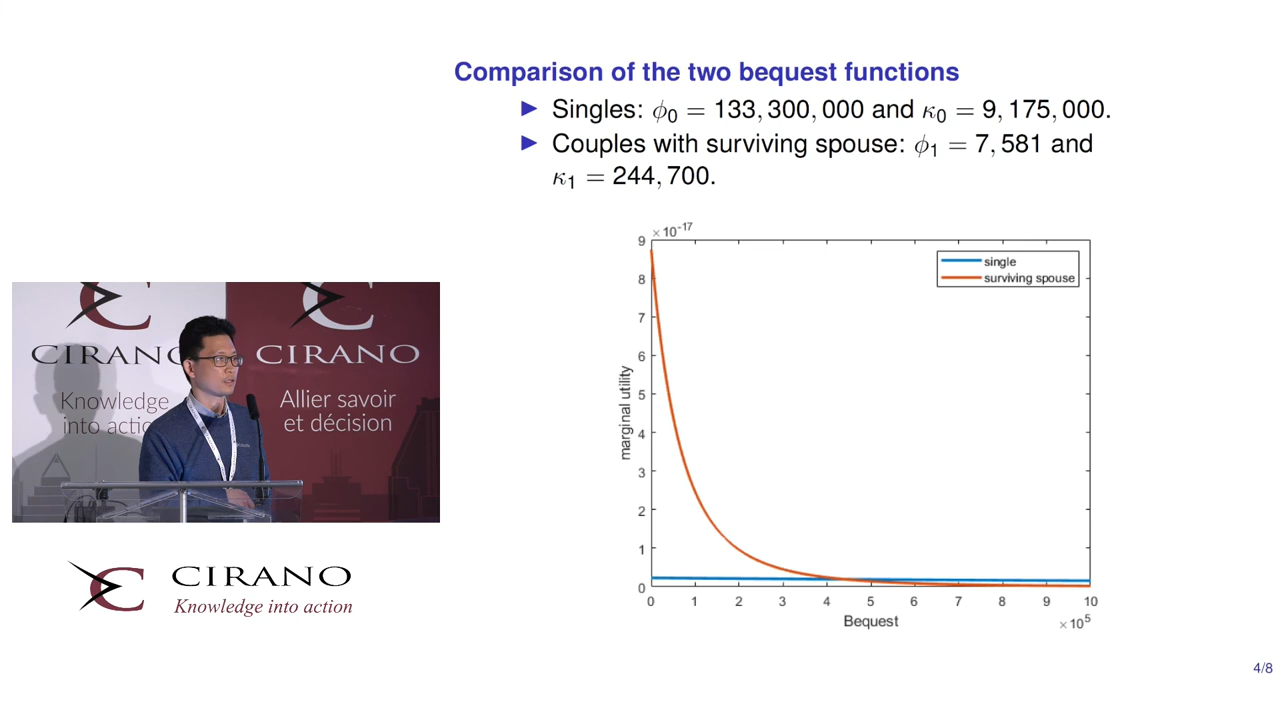 Comparison of the two bequest functions
▶ Singles: ϕ₀ = 133, 300, 000 and κ₀ = 9, 175, 000.
▶ Couples with surviving spouse: ϕ₁ = 7, 581 and
κ₁ = 244, 700.
×10⁻¹⁷
9
8
7
6
5
4
3
2
1
0
marginal utility
single
surviving spouse
0 1 2 3 4 5 6 7 8 9 10
Bequest
×10⁵
CIRANO
Knowledge
into actio
CIRANO
Allier savoir
et décision
CIRANO
Knowledge into action
4/8